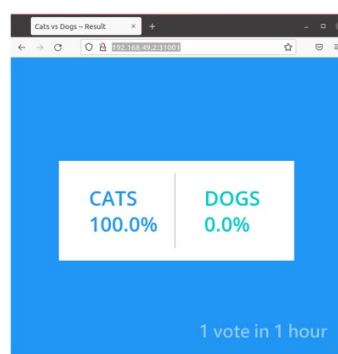 Cats vs Dogs -- Result
192.168.49.2:31001
CATS
100.0%
DOGS
0.0%
1 vote in 1 hour